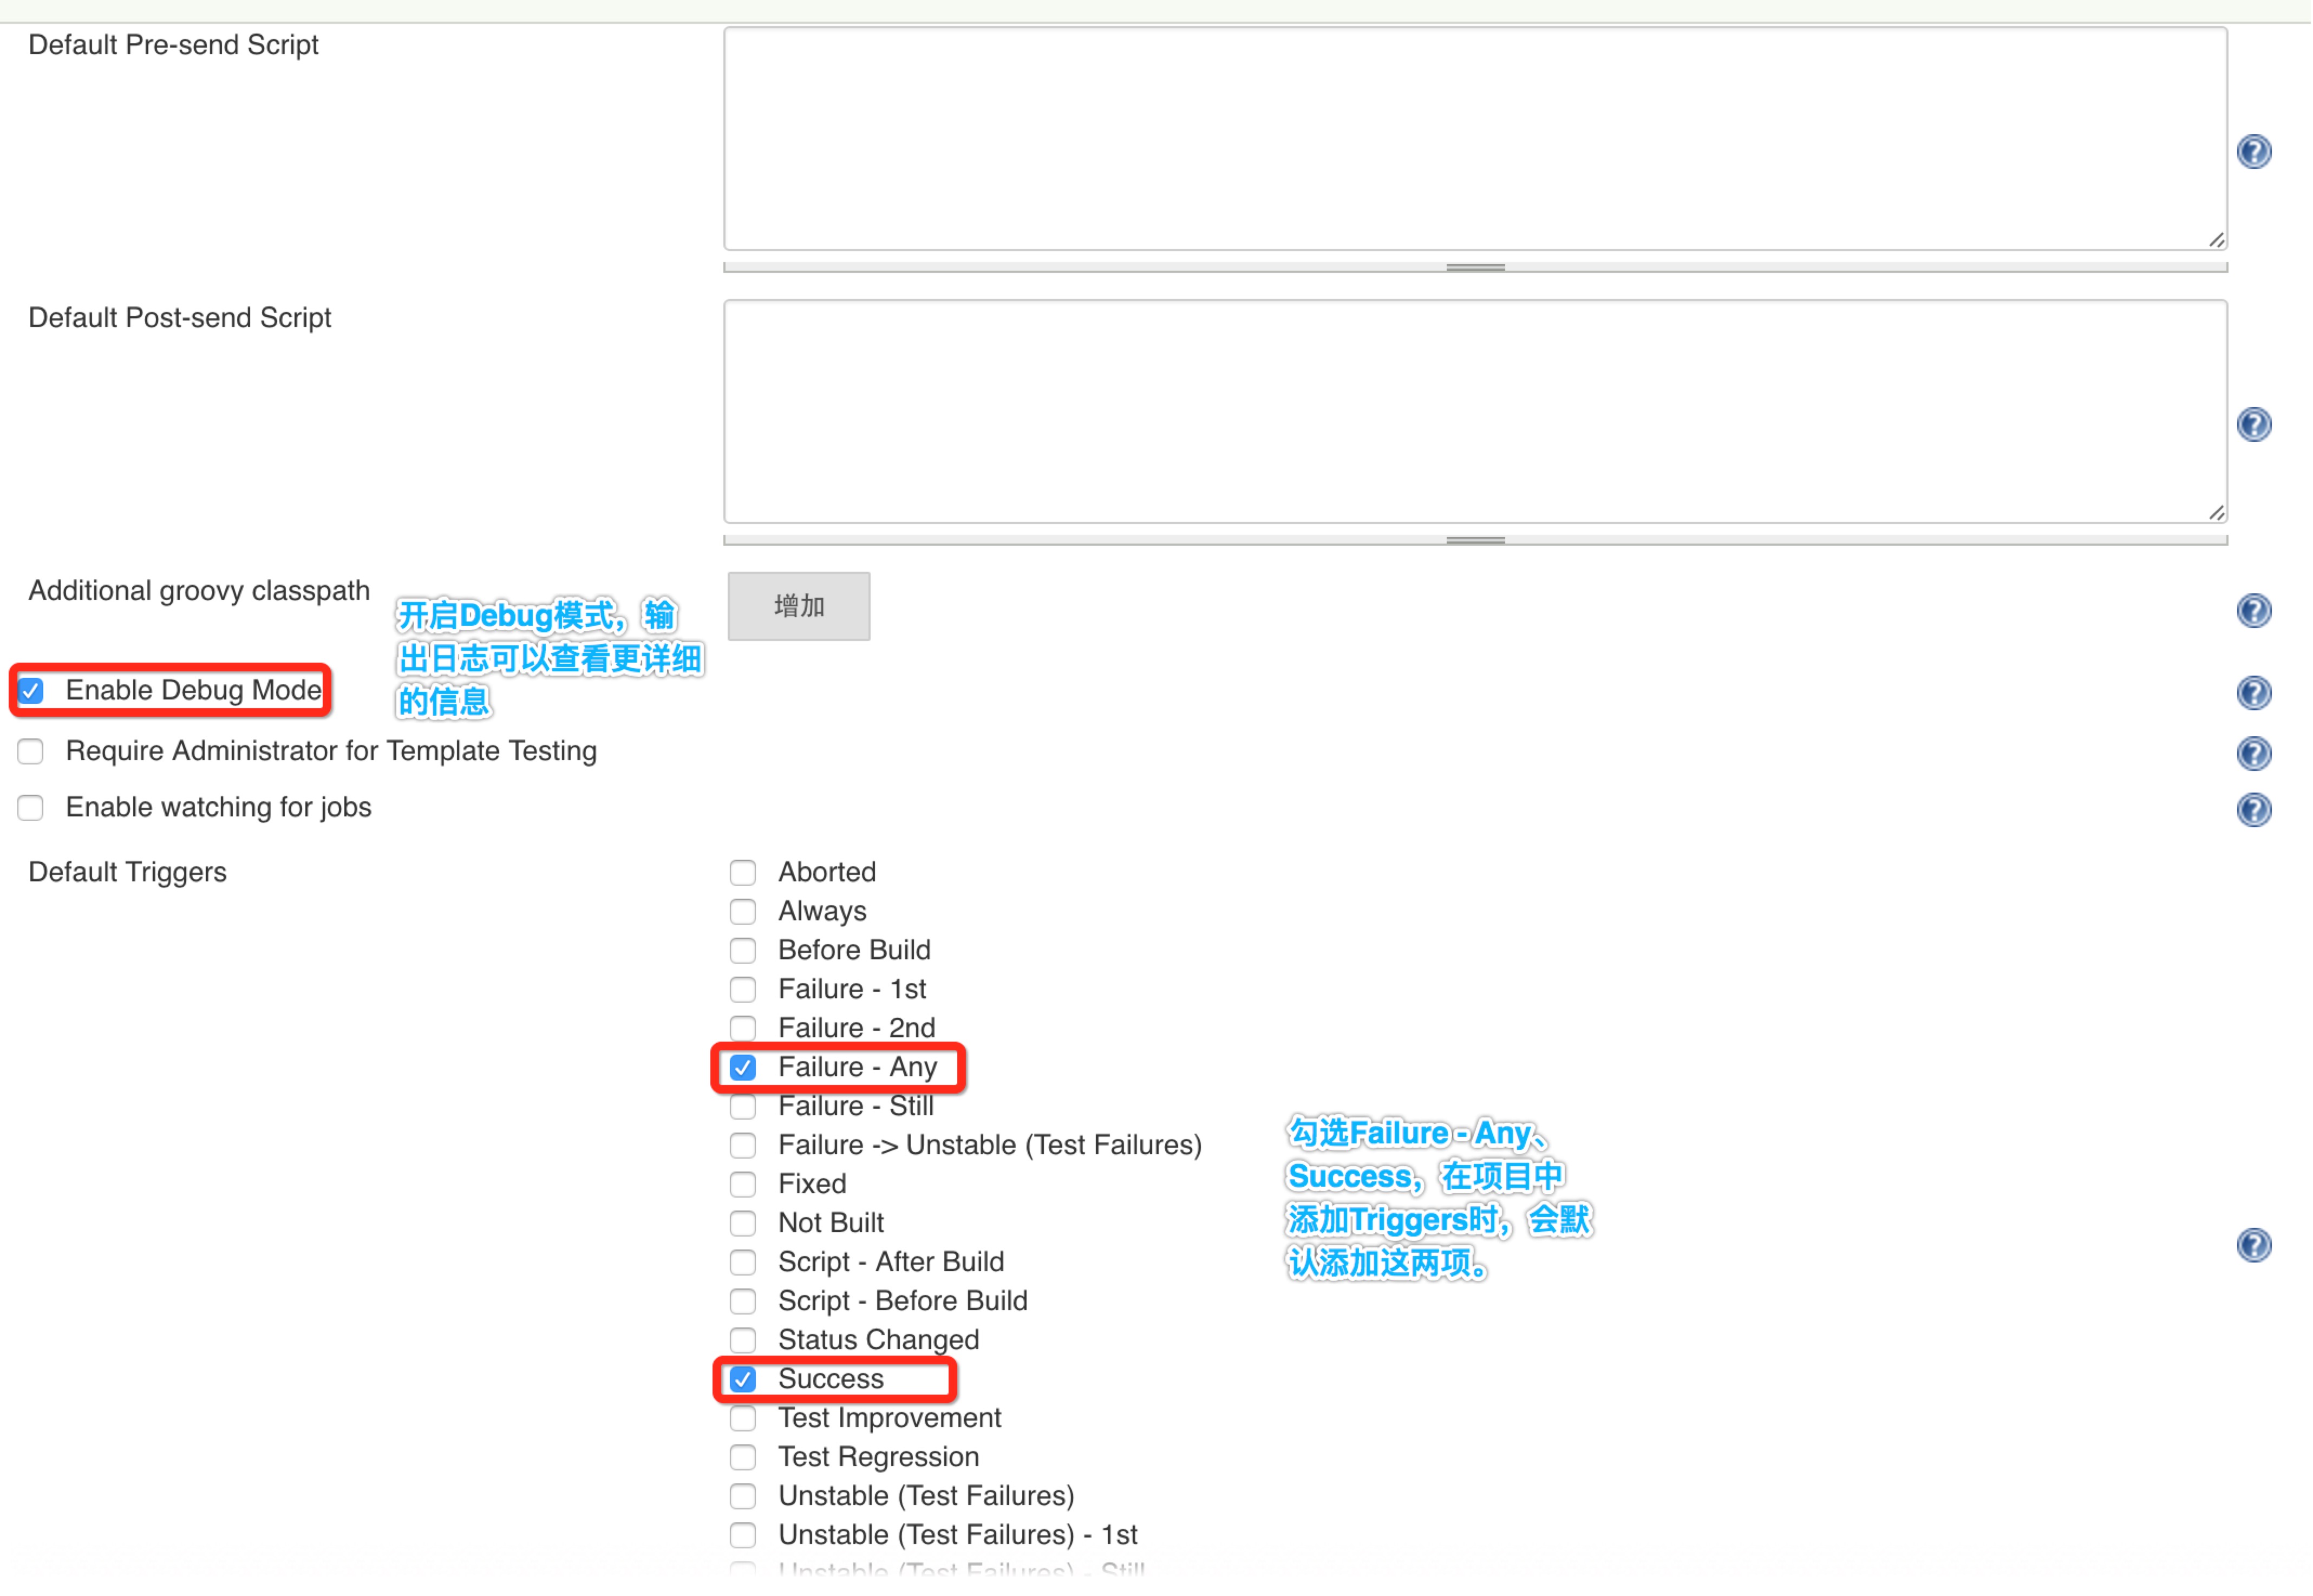 Default Pre-send Script
Default Post-send Script
Additional groovy classpath
增加
开启Debug模式，输
出日志可以查看更详细
的信息
Enable Debug Mode
Require Administrator for Template Testing
Enable watching for jobs
Default Triggers
Aborted
Always
Before Build
Failure - 1st
Failure - 2nd
Failure - Any
Failure - Still
Failure -> Unstable (Test Failures)
Fixed
Not Built
Script - After Build
Script - Before Build
Status Changed
Success
Test Improvement
Test Regression
Unstable (Test Failures)
Unstable (Test Failures) - 1st
Unstable (Test Failures) - Still
勾选Failure - Any、
Success，在项目中
添加Triggers时，会默
认添加这两项。